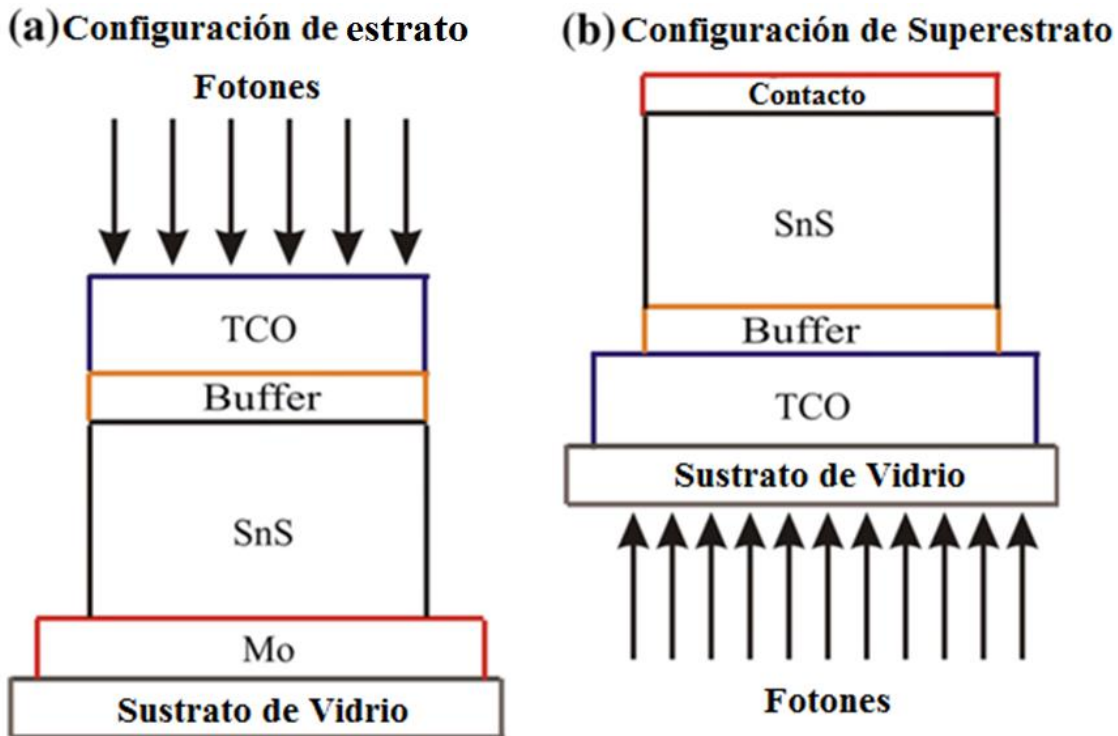 (a) Configuración de estrato
Fotones
TCO
Buffer
SnS
Mo
Sustrato de Vidrio
(b) Configuración de Superestrato
Contacto
SnS
Buffer
TCO
Sustrato de Vidrio
Fotones